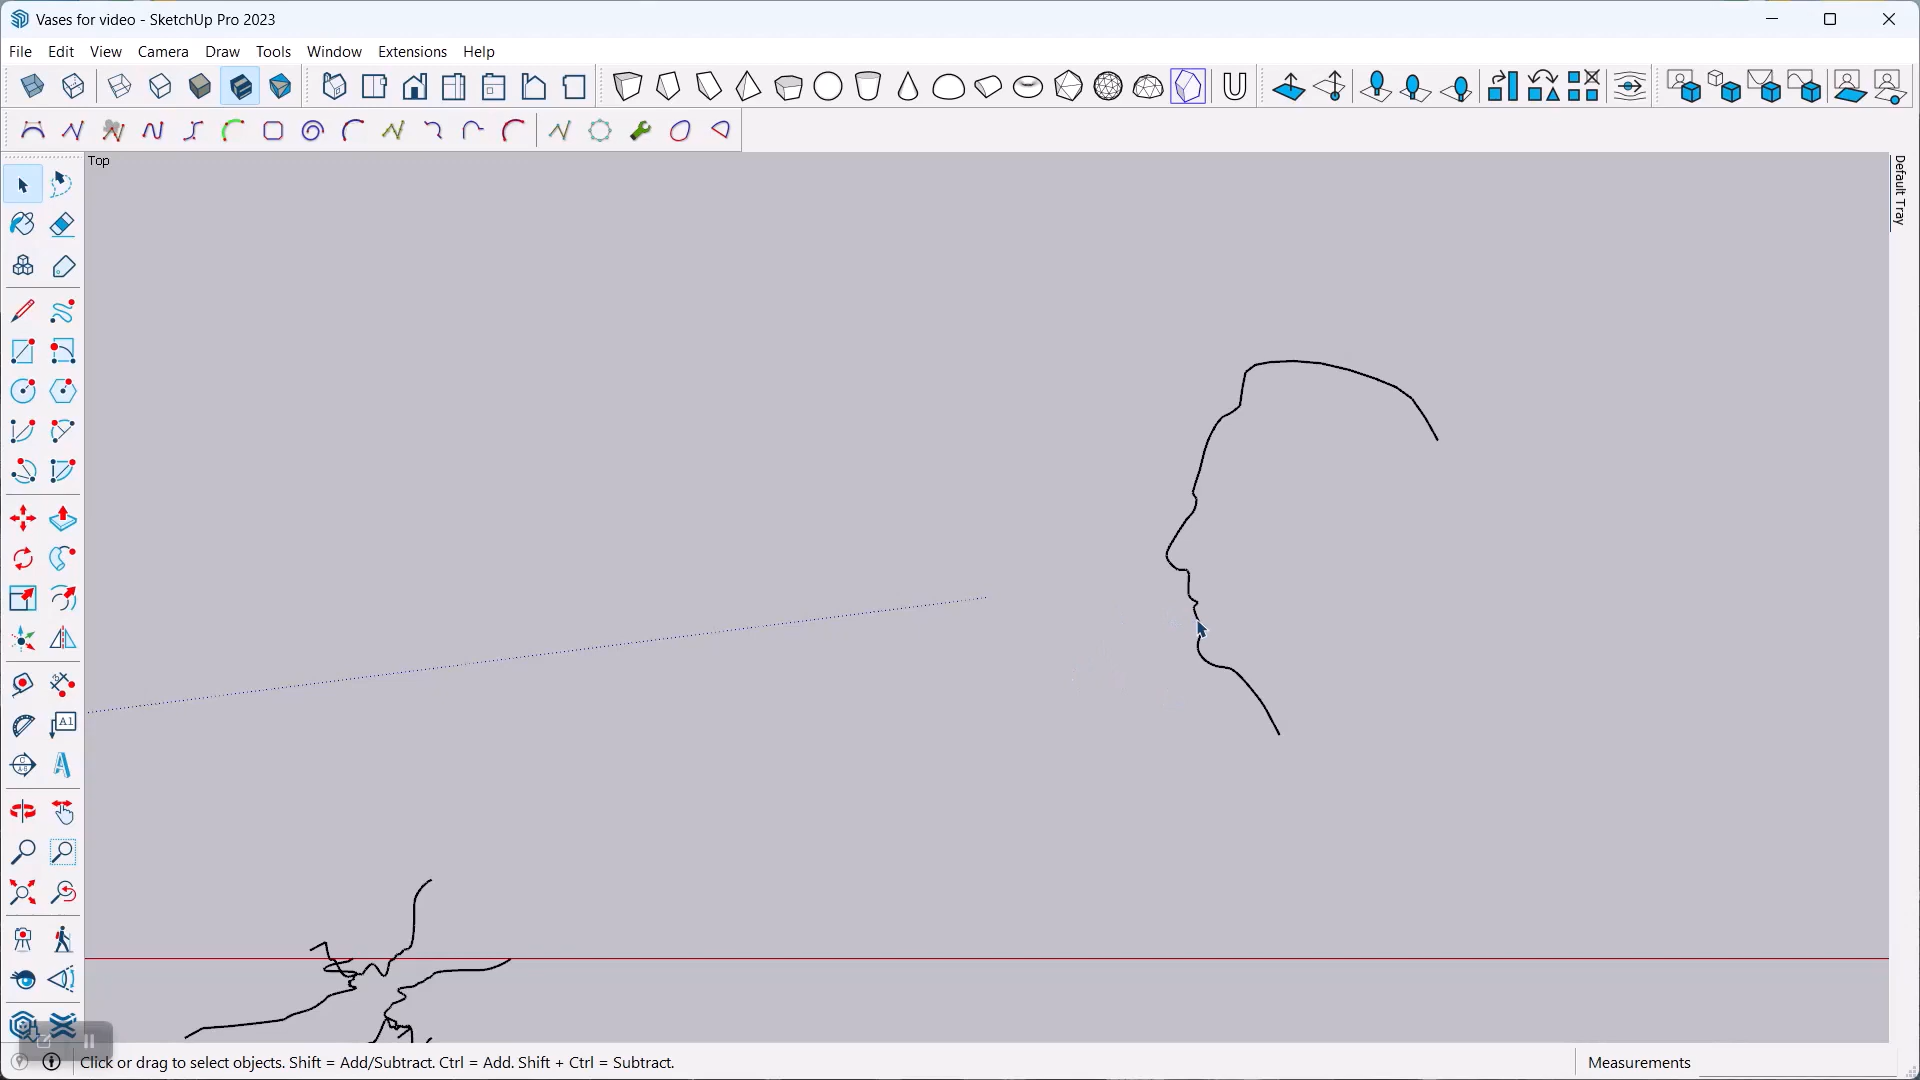 Vases for video - SketchUp Pro 2023
File Edit View Camera Draw Tools Window Extensions Help
Top
Default Tray
A1
A
Click or drag to select objects. Shift = Add/Subtract. Ctrl = Add. Shift + Ctrl = Subtract.
Measurements